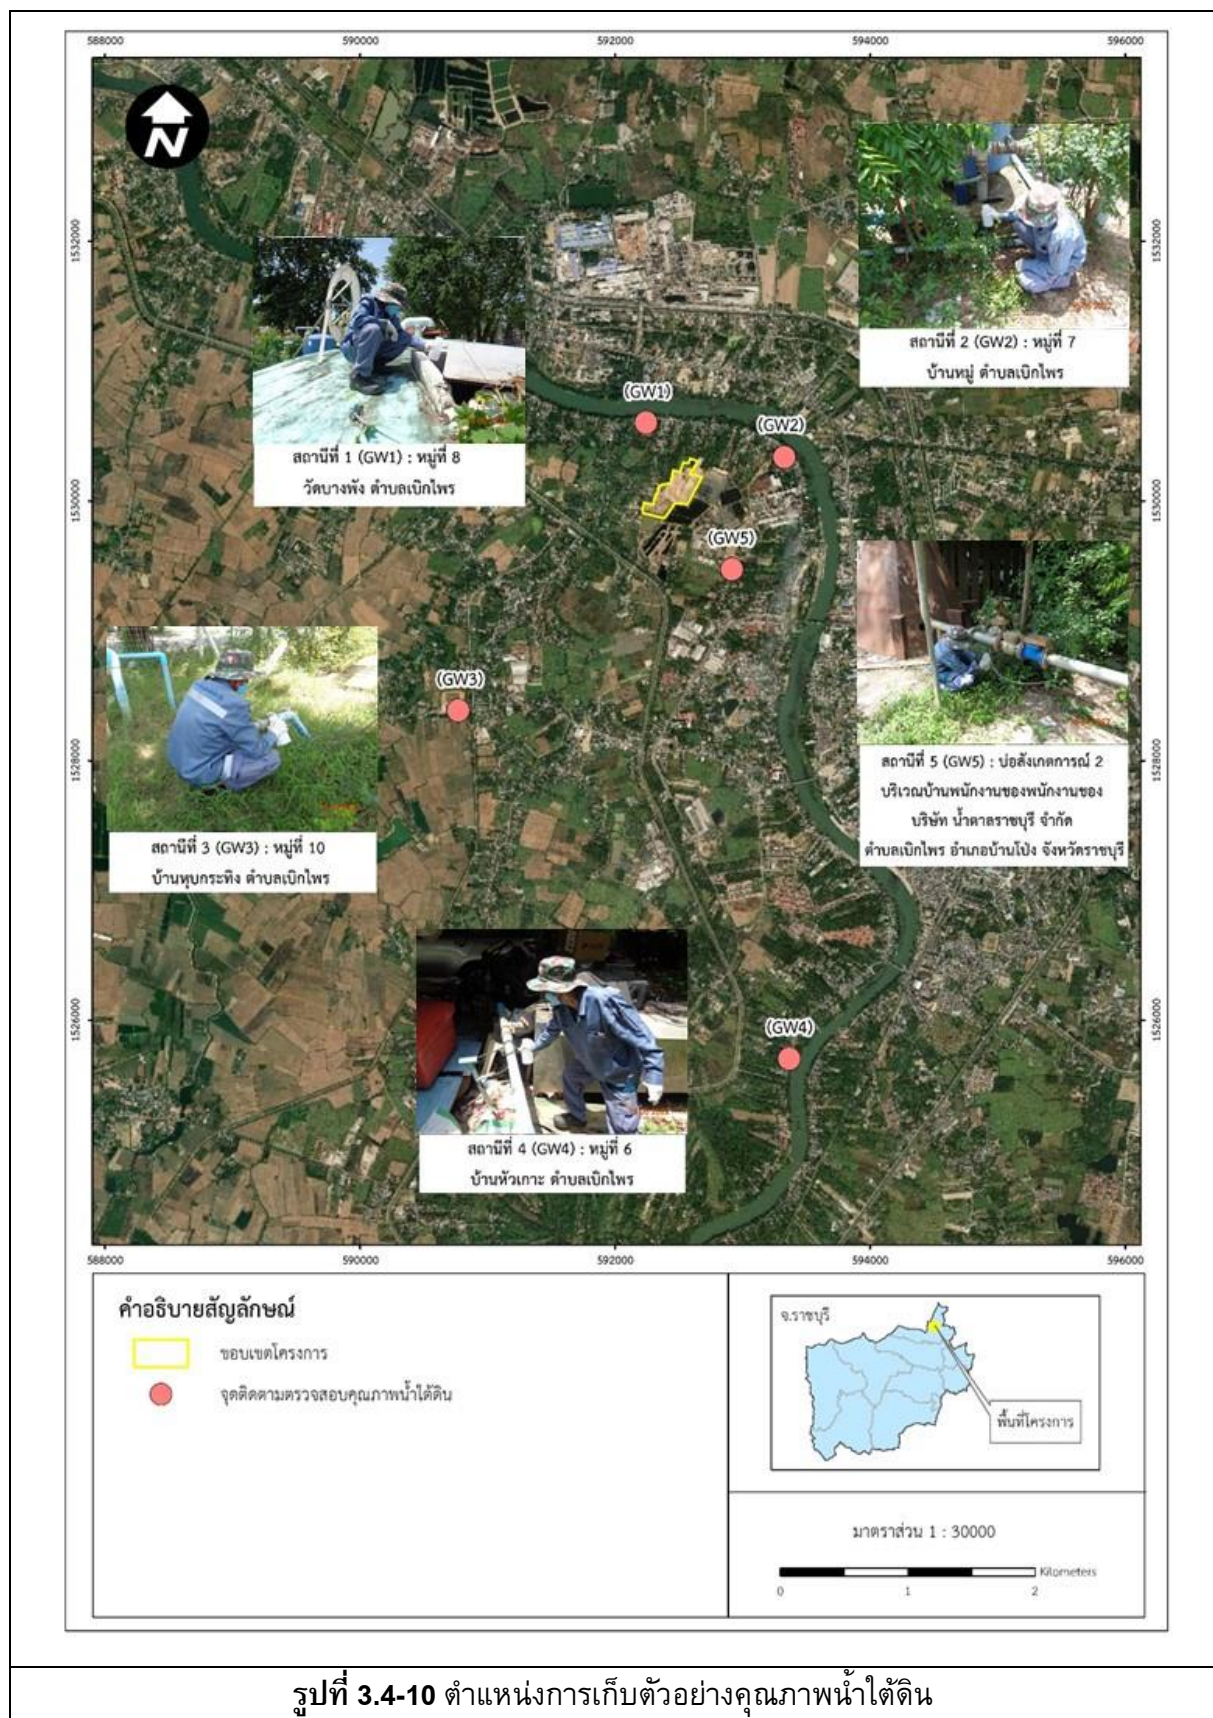 588000 590000 592000 594000 596000
N
1532000
1532000
1530000
1530000
1528000
1528000
1526000
1526000
สถานีที่ 2 (GW2) : หมู่ที่ 7
บ้านหมู่ ตำบลเบิกไพร
(GW1)
(GW2)
สถานีที่ 1 (GW1) : หมู่ที่ 8
วัดบางพัง ตำบลเบิกไพร
(GW5)
(GW3)
สถานีที่ 5 (GW5) : บ่อสังเกตการณ์ 2
บริเวณบ้านพนักงานของพนักงานของ
บริษัท น้ำตาลราชบุรี จำกัด
ตำบลเบิกไพร อำเภอบ้านโป่ง จังหวัดราชบุรี
สถานีที่ 3 (GW3) : หมู่ที่ 10
บ้านหุบกระทิง ตำบลเบิกไพร
(GW4)
สถานีที่ 4 (GW4) : หมู่ที่ 6
บ้านหัวเกาะ ตำบลเบิกไพร
588000 590000 592000 594000 596000
คำอธิบายสัญลักษณ์
ขอบเขตโครงการ
จุดติดตามตรวจสอบคุณภาพน้ำใต้ดิน
จ.ราชบุรี
พื้นที่โครงการ
มาตราส่วน 1 : 30000
Kilometers
0 1 2
รูปที่ 3.4-10 ตำแหน่งการเก็บตัวอย่างคุณภาพน้ำใต้ดิน